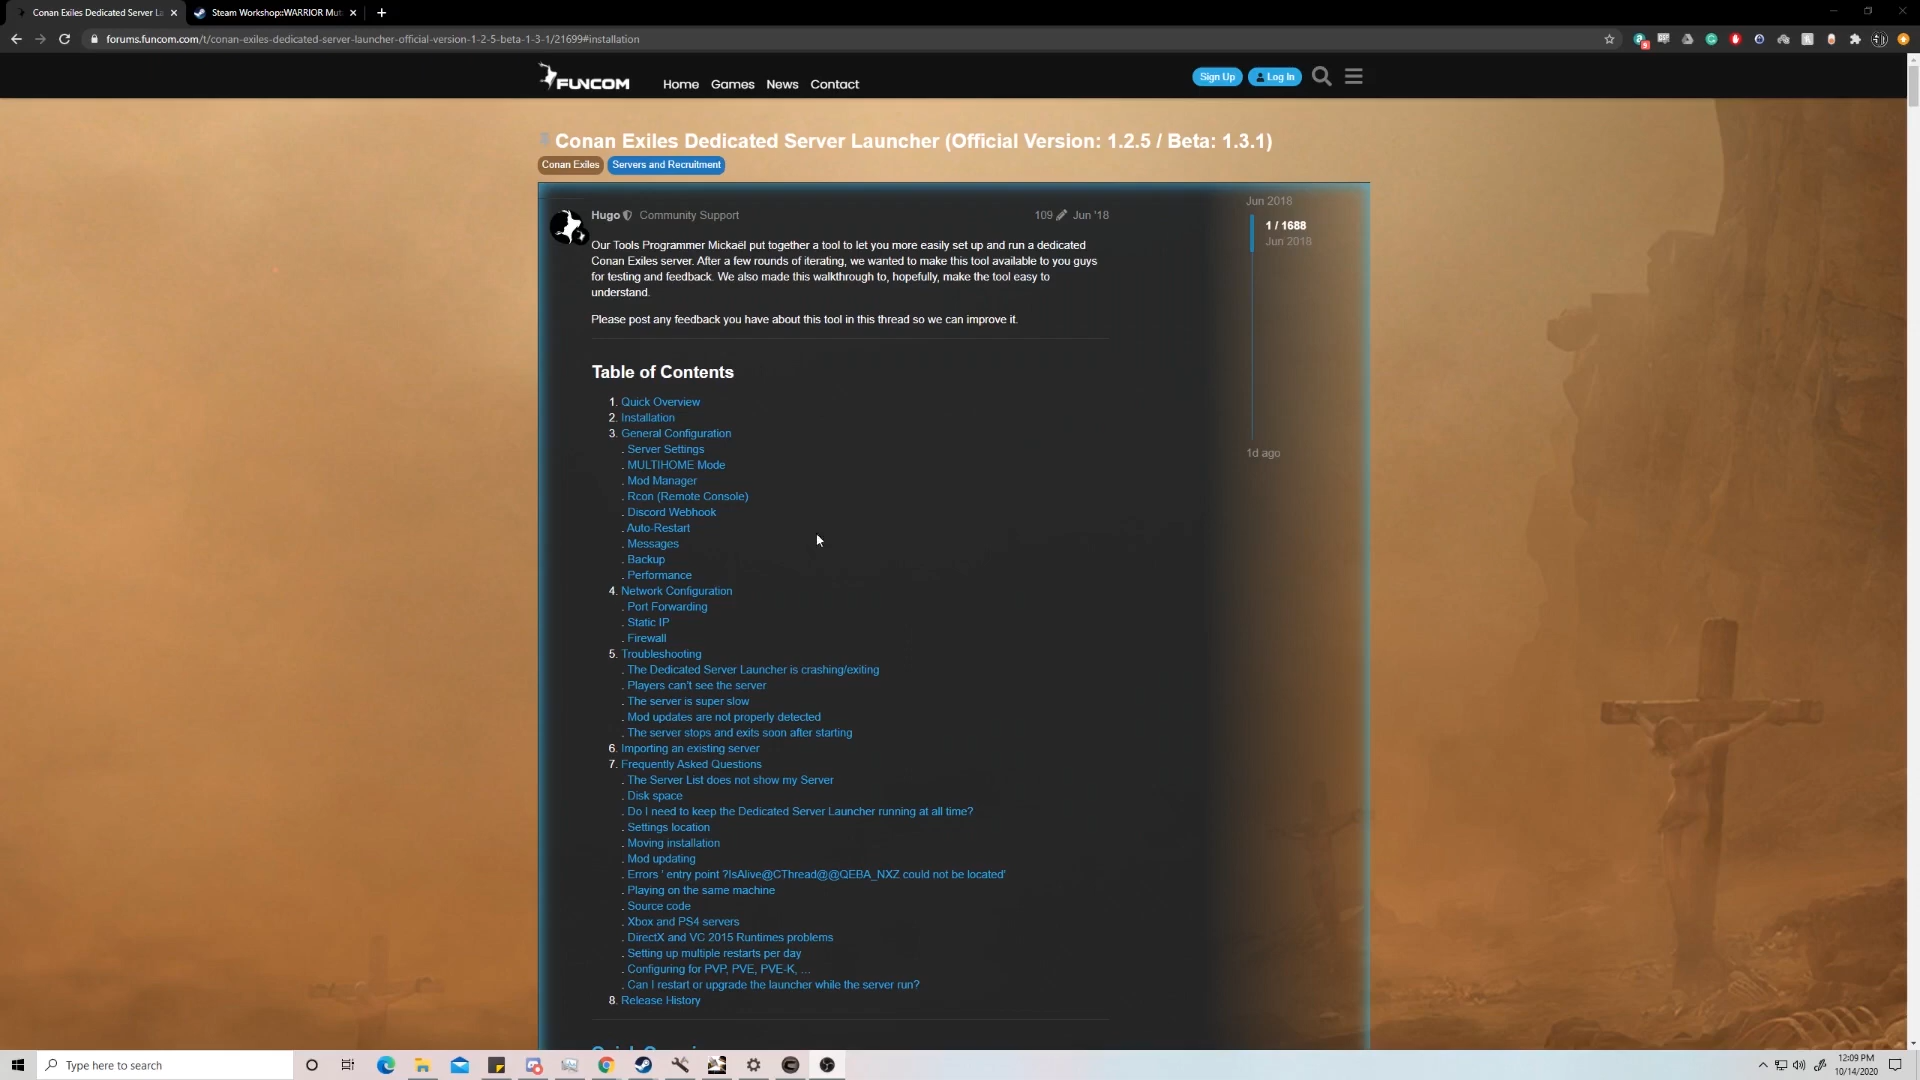 Conan Exiles Dedicated Server La
Steam Workshop::WARRIOR Mut
forums.funcom.com/t/conan-exiles-dedicated-server-launcher-official-version-1-2-5-beta-1-3-1/21699#installation
FUNCOM
Home Games News Contact
Sign Up
Log In
Conan Exiles Dedicated Server Launcher (Official Version: 1.2.5 / Beta: 1.3.1)
Conan Exiles
Servers and Recruitment
Hugo Community Support
109 Jun '18
Our Tools Programmer Mickaël put together a tool to let you more easily set up and run a dedicated
Conan Exiles server. After a few rounds of iterating, we wanted to make this tool available to you guys
for testing and feedback. We also made this walkthrough to, hopefully, make the tool easy to
understand.
Please post any feedback you have about this tool in this thread so we can improve it.
Jun 2018
1 / 1688
Jun 2018
1d ago
Table of Contents
1. Quick Overview
2. Installation
3. General Configuration
. Server Settings
. MULTIHOME Mode
. Mod Manager
. Rcon (Remote Console)
. Discord Webhook
. Auto-Restart
. Messages
. Backup
. Performance
4. Network Configuration
. Port Forwarding
. Static IP
. Firewall
5. Troubleshooting
. The Dedicated Server Launcher is crashing/exiting
. Players can't see the server
. The server is super slow
. Mod updates are not properly detected
. The server stops and exits soon after starting
6. Importing an existing server
7. Frequently Asked Questions
. The Server List does not show my Server
. Disk space
. Do I need to keep the Dedicated Server Launcher running at all time?
. Settings location
. Moving installation
. Mod updating
. Errors ' entry point ?IsAlive@CThread@@QEBA_NXZ could not be located'
. Playing on the same machine
. Source code
. Xbox and PS4 servers
. DirectX and VC 2015 Runtimes problems
. Setting up multiple restarts per day
. Configuring for PVP, PVE, PVE-K, ...
. Can I restart or upgrade the launcher while the server run?
8. Release History
Type here to search
12:09 PM
10/14/2020